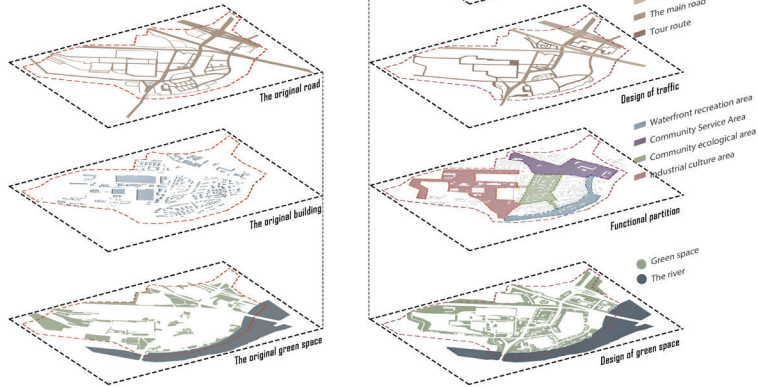 The main road
Tour route
The original road
Design of traffic
Waterfront recreation area
Community Service Area
Community ecological area
Industrial culture area
The original building
Functional partition
Green space
The river
The original green space
Design of green space